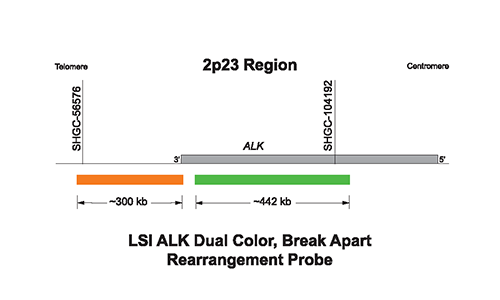 2p23 Region
Telomere
Centromere
SHGC-56576
SHGC-104192
3'
ALK
5'
~300 kb
~442 kb
LSI ALK Dual Color, Break Apart
Rearrangement Probe